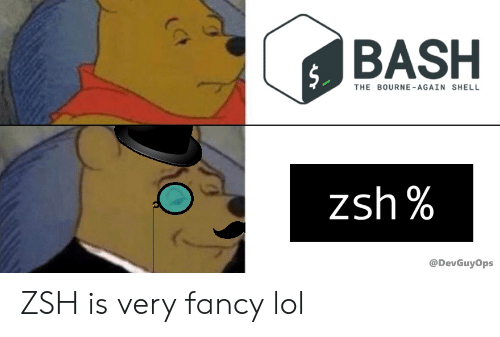 $_
BASH
THE BOURNE-AGAIN SHELL
zsh %
@DevGuyOps
ZSH is very fancy lol